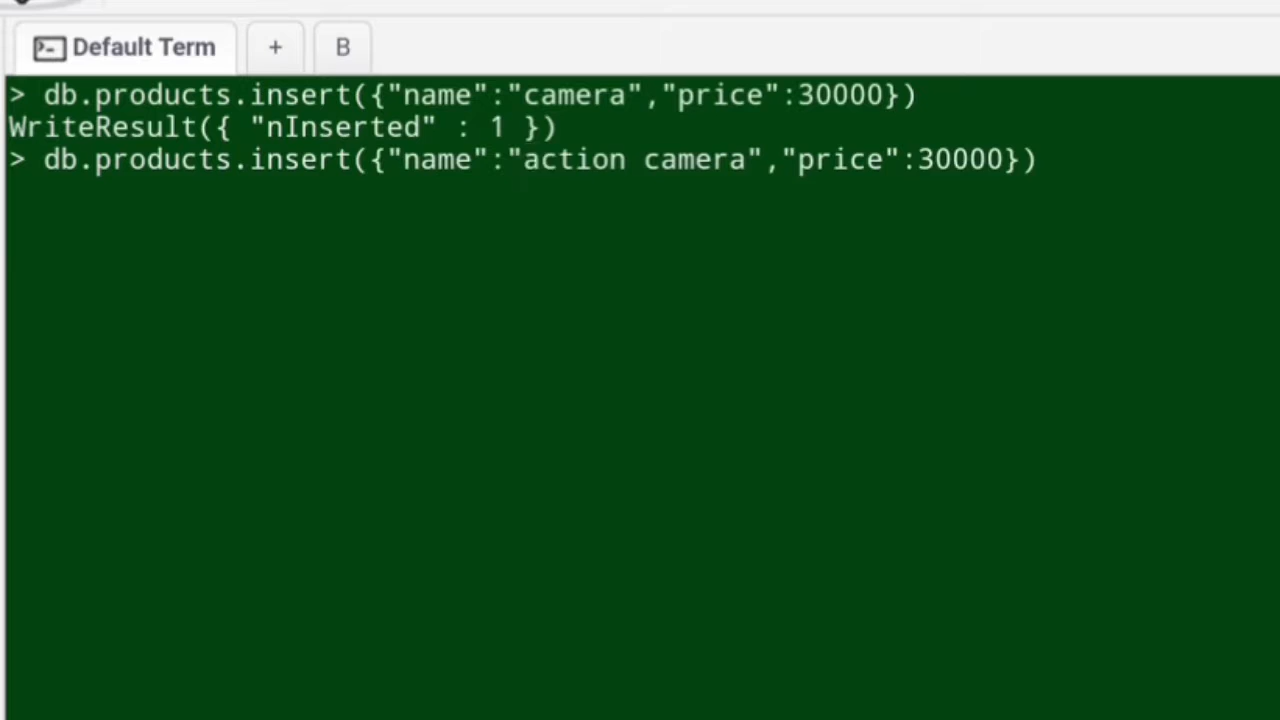 Default Term
+
B
> db.products.insert({"name":"camera","price":30000})
WriteResult({ "nInserted" : 1 })
> db.products.insert({"name":"action camera","price":30000})